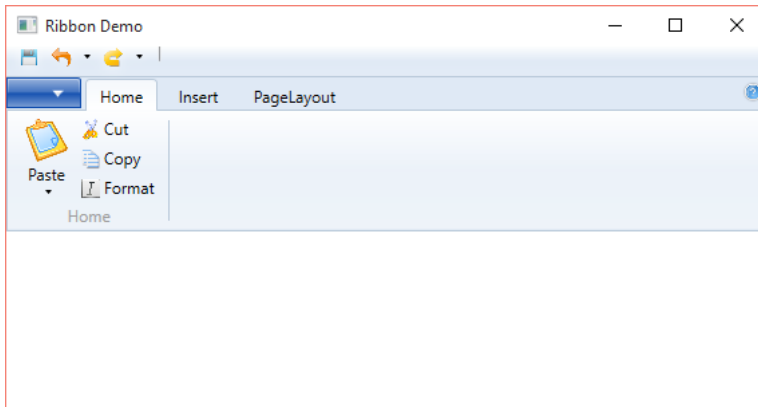 Ribbon Demo
Home Insert PageLayout
Cut
Copy
Paste
Format
Home